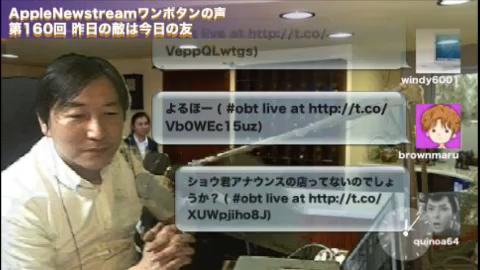 AppleNewstreamワンボタンの声
第160回 昨日の敵は今日の友
live at http://t.co/
VeppQLwtgs)
windy6001
よるほー ( #obt live at http://t.co/
Vb0WEc15uz)
brownmaru
ショウ君アナウンスの店ってないのでしょ
うか？ ( #obt live at http://t.co/
XUWpjiho8J)
quinoa64